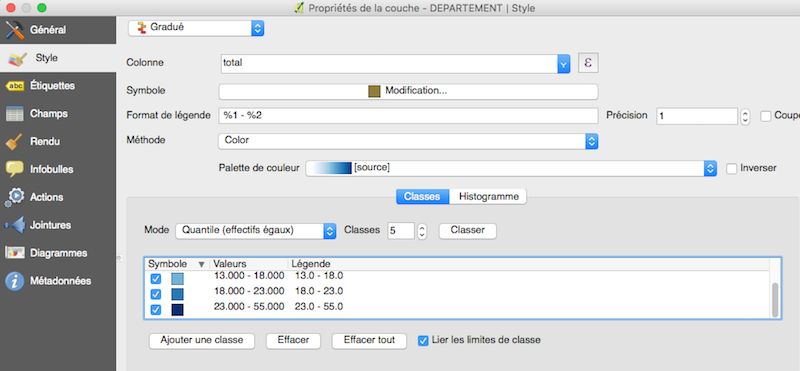 Propriétés de la couche - DEPARTEMENT | Style
Général
Style
abc Étiquettes
Champs
Rendu
Infobulles
Actions
Jointures
Diagrammes
Métadonnées
Gradué
Colonne total ε
Symbole Modification...
Format de légende %1 - %2 Précision 1 Coupe
Méthode Color
Palette de couleur [source] Inverser
Classes Histogramme
Mode Quantile (effectifs égaux) Classes 5 Classer
Symbole Valeurs Légende
13.000 - 18.000 13.0 - 18.0
18.000 - 23.000 18.0 - 23.0
23.000 - 55.000 23.0 - 55.0
Ajouter une classe Effacer Effacer tout Lier les limites de classe